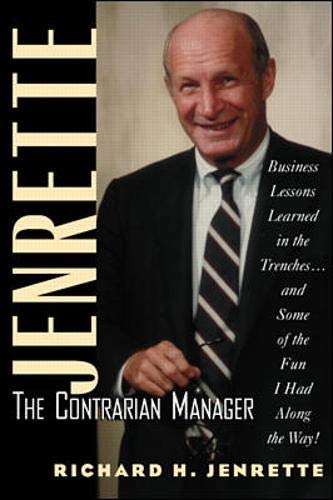 JENRETTE
Business
Lessons
Learned
in the
Trenches...
and
Some
of the
Fun
I Had
Along
the Way!
THE CONTRARIAN MANAGER
RICHARD H. JENRETTE